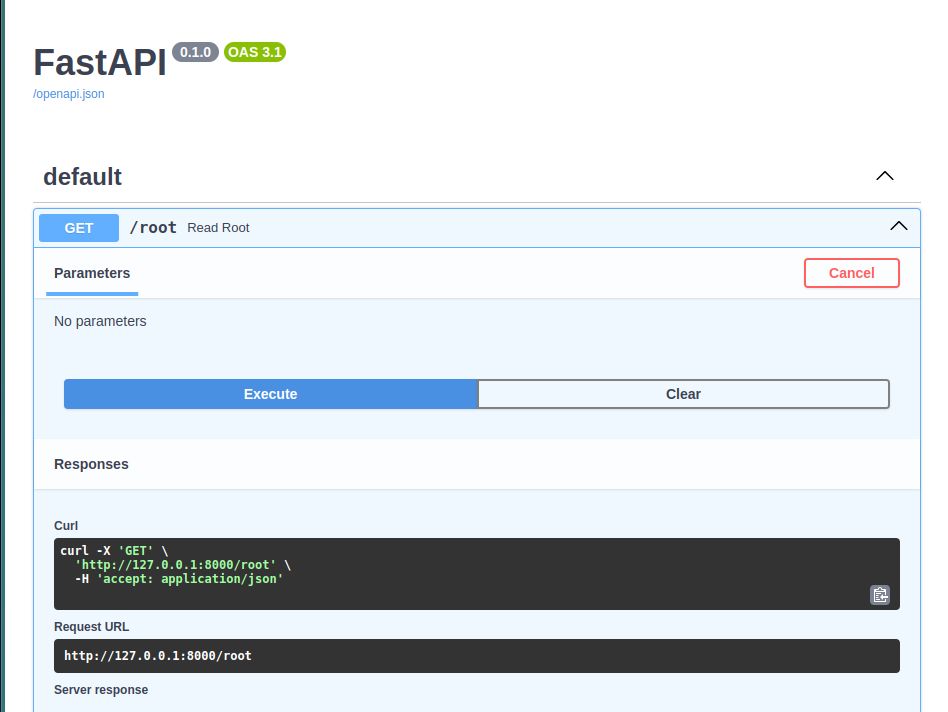 FastAPI 0.1.0 OAS 3.1
/openapi.json
default
GET /root Read Root
Parameters Cancel
No parameters
Execute Clear
Responses
Curl
curl -X 'GET' \
'http://127.0.0.1:8000/root' \
-H 'accept: application/json'
Request URL
http://127.0.0.1:8000/root
Server response